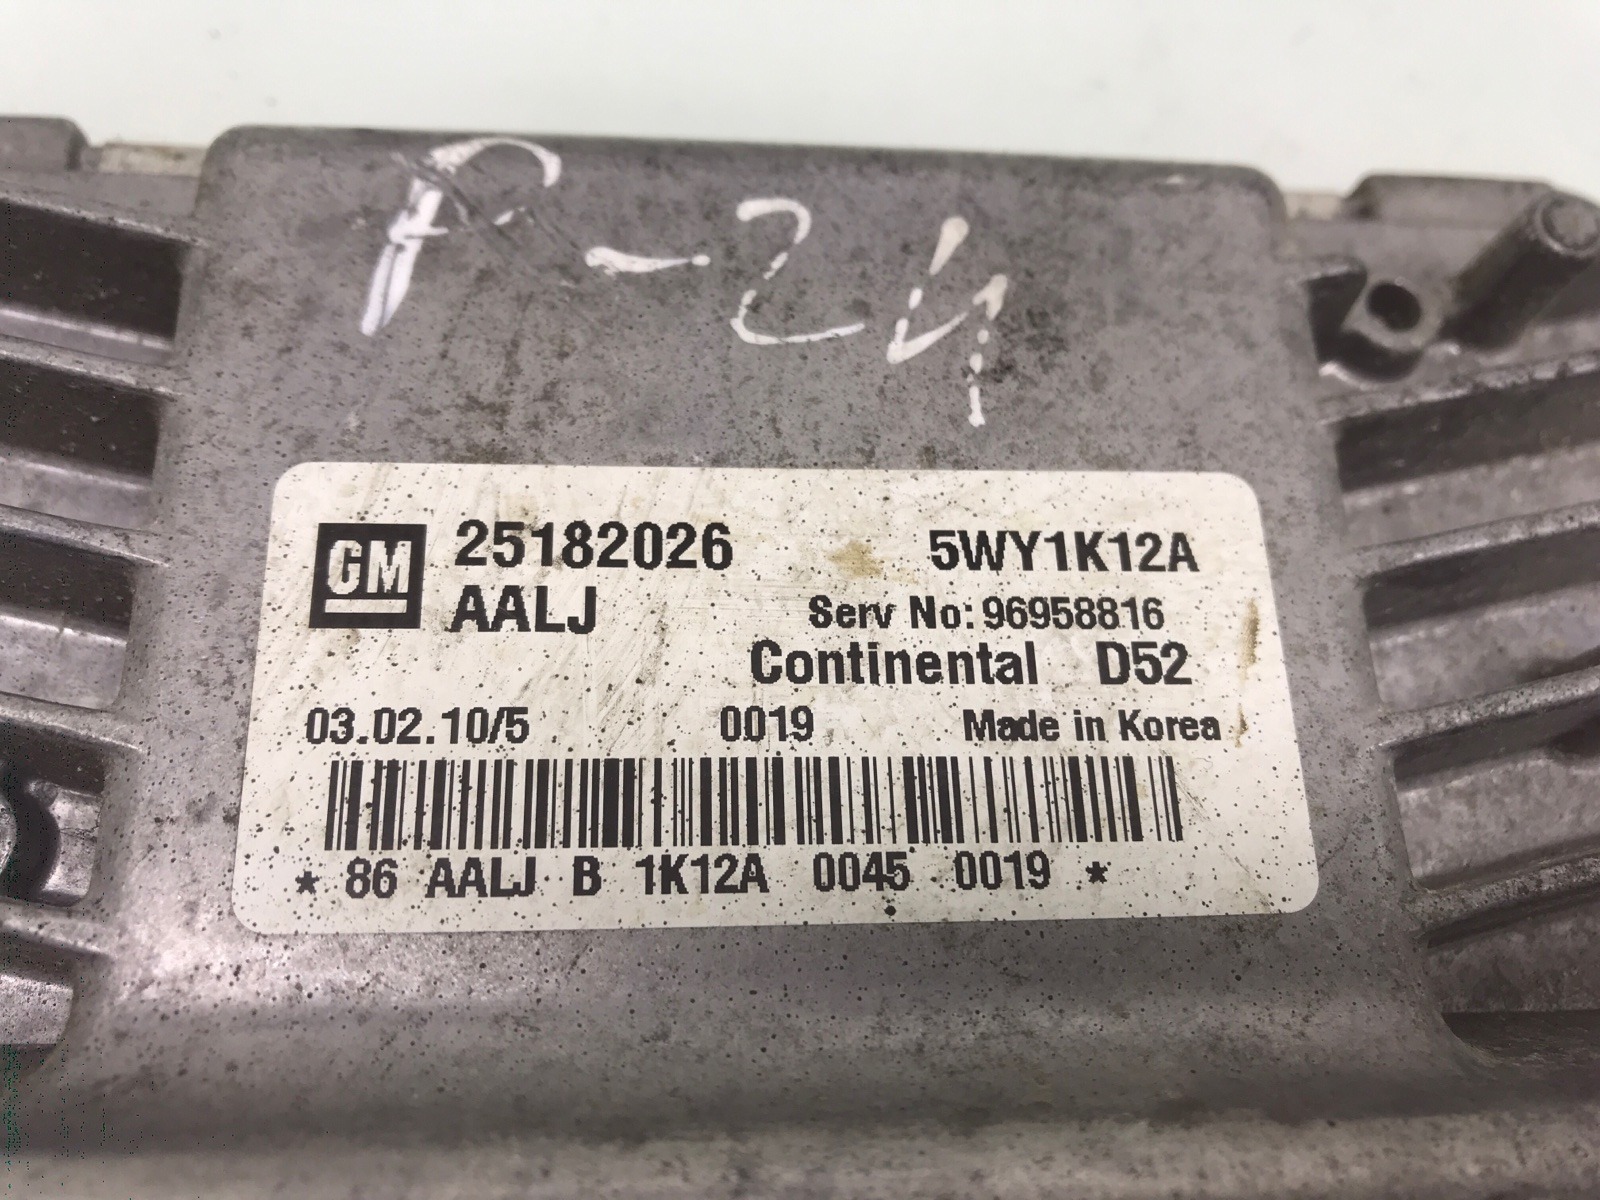 P-24
GM 25182026 5WY1K12A
AALJ Serv No: 96958816
Continental D52
03.02.10/5 0019 Made in Korea
* 86 AALJ B 1K12A 0045 0019 *